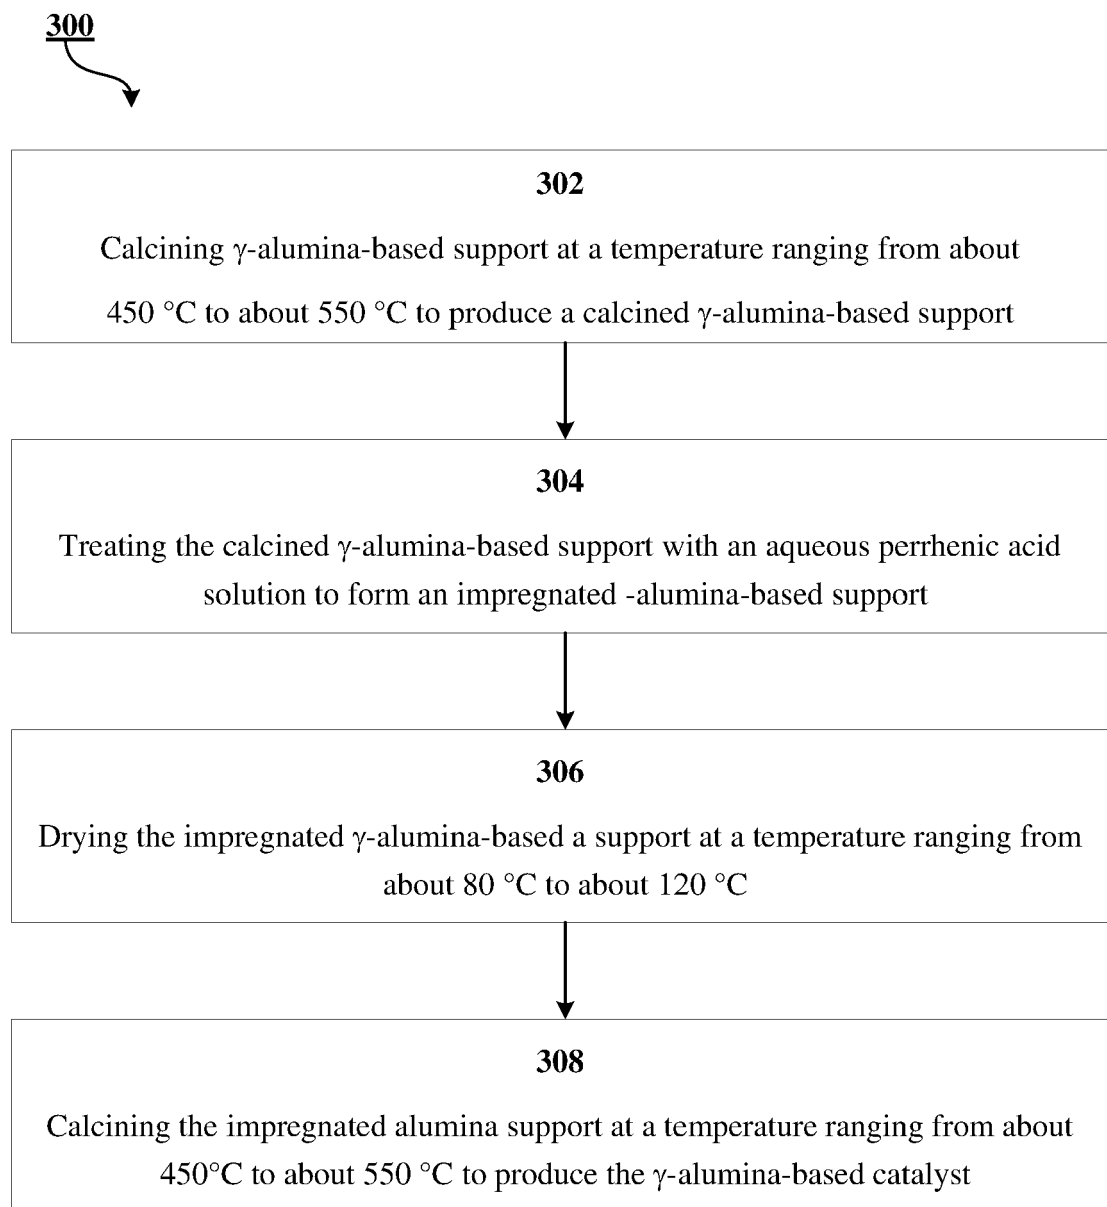 300
302
Calcining γ-alumina-based support at a temperature ranging from about
450 °C to about 550 °C to produce a calcined γ-alumina-based support
304
Treating the calcined γ-alumina-based support with an aqueous perrhenic acid
solution to form an impregnated -alumina-based support
306
Drying the impregnated γ-alumina-based a support at a temperature ranging from
about 80 °C to about 120 °C
308
Calcining the impregnated alumina support at a temperature ranging from about
450°C to about 550 °C to produce the γ-alumina-based catalyst